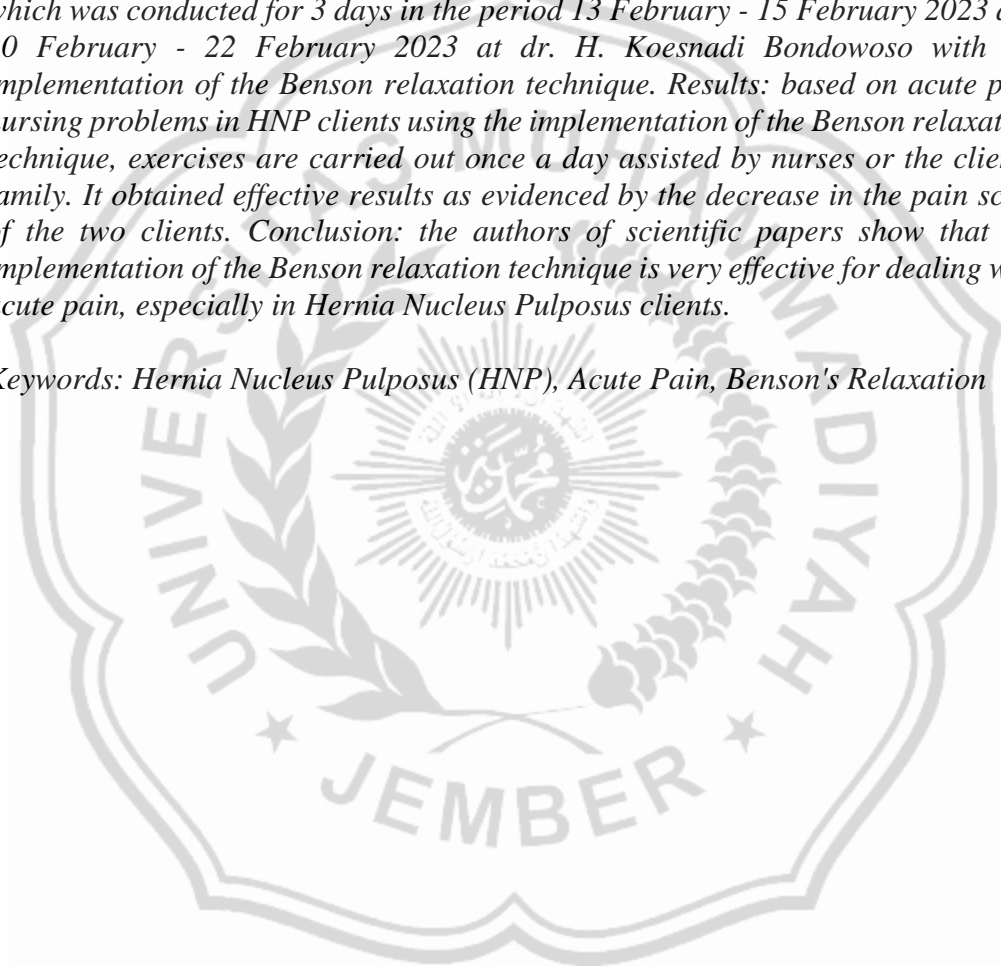 which was conducted for 3 days in the period 13 February - 15 February 2023
0 February - 22 February 2023 at dr. H. Koesnadi Bondowoso with
mplementation of the Benson relaxation technique. Results: based on acute p
ursing problems in HNP clients using the implementation of the Benson relaxat
echnique, exercises are carried out once a day assisted by nurses or the clien
amily. It obtained effective results as evidenced by the decrease in the pain sc
of the two clients. Conclusion: the authors of scientific papers show that
mplementation of the Benson relaxation technique is very effective for dealing w
acute pain, especially in Hernia Nucleus Pulposus clients.
Keywords: Hernia Nucleus Pulposus (HNP), Acute Pain, Benson's Relaxation
UNIVERSITAS MUHAMMADIYAH
JEMBER